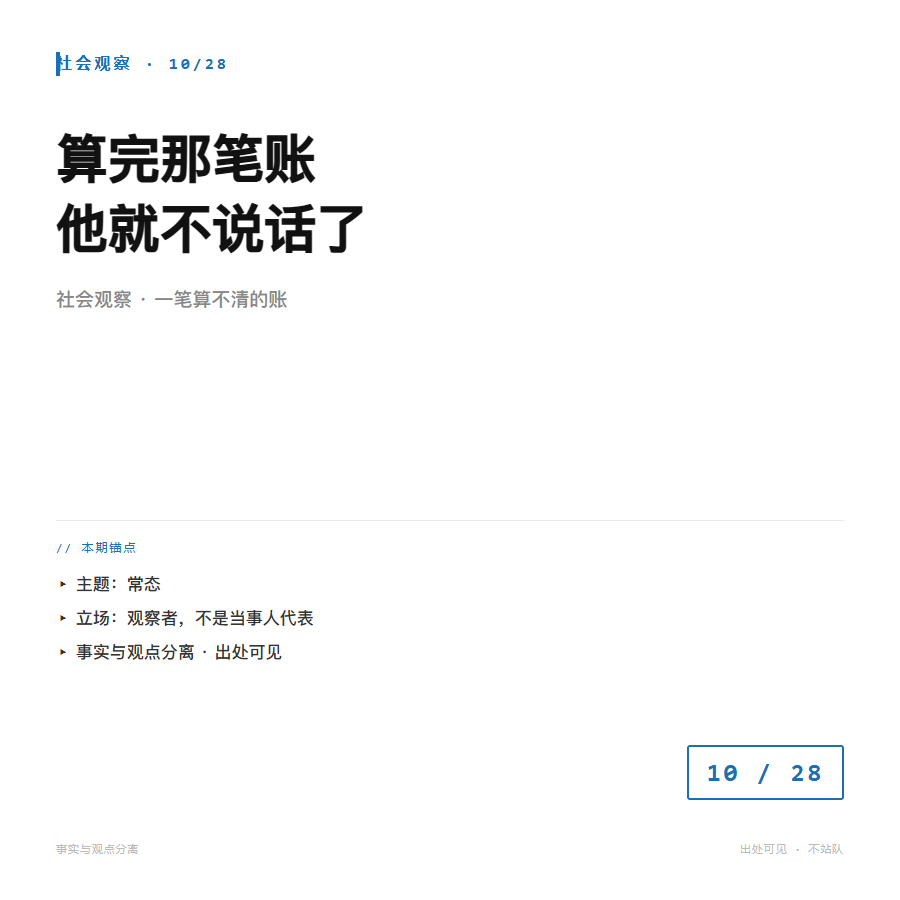 社会观察 · 10/28
算完那笔账
他就不说话了
社会观察 · 一笔算不清的账
// 本期锚点
▸ 主题：常态
▸ 立场：观察者，不是当事人代表
▸ 事实与观点分离 · 出处可见
10 / 28
事实与观点分离
出处可见 · 不站队